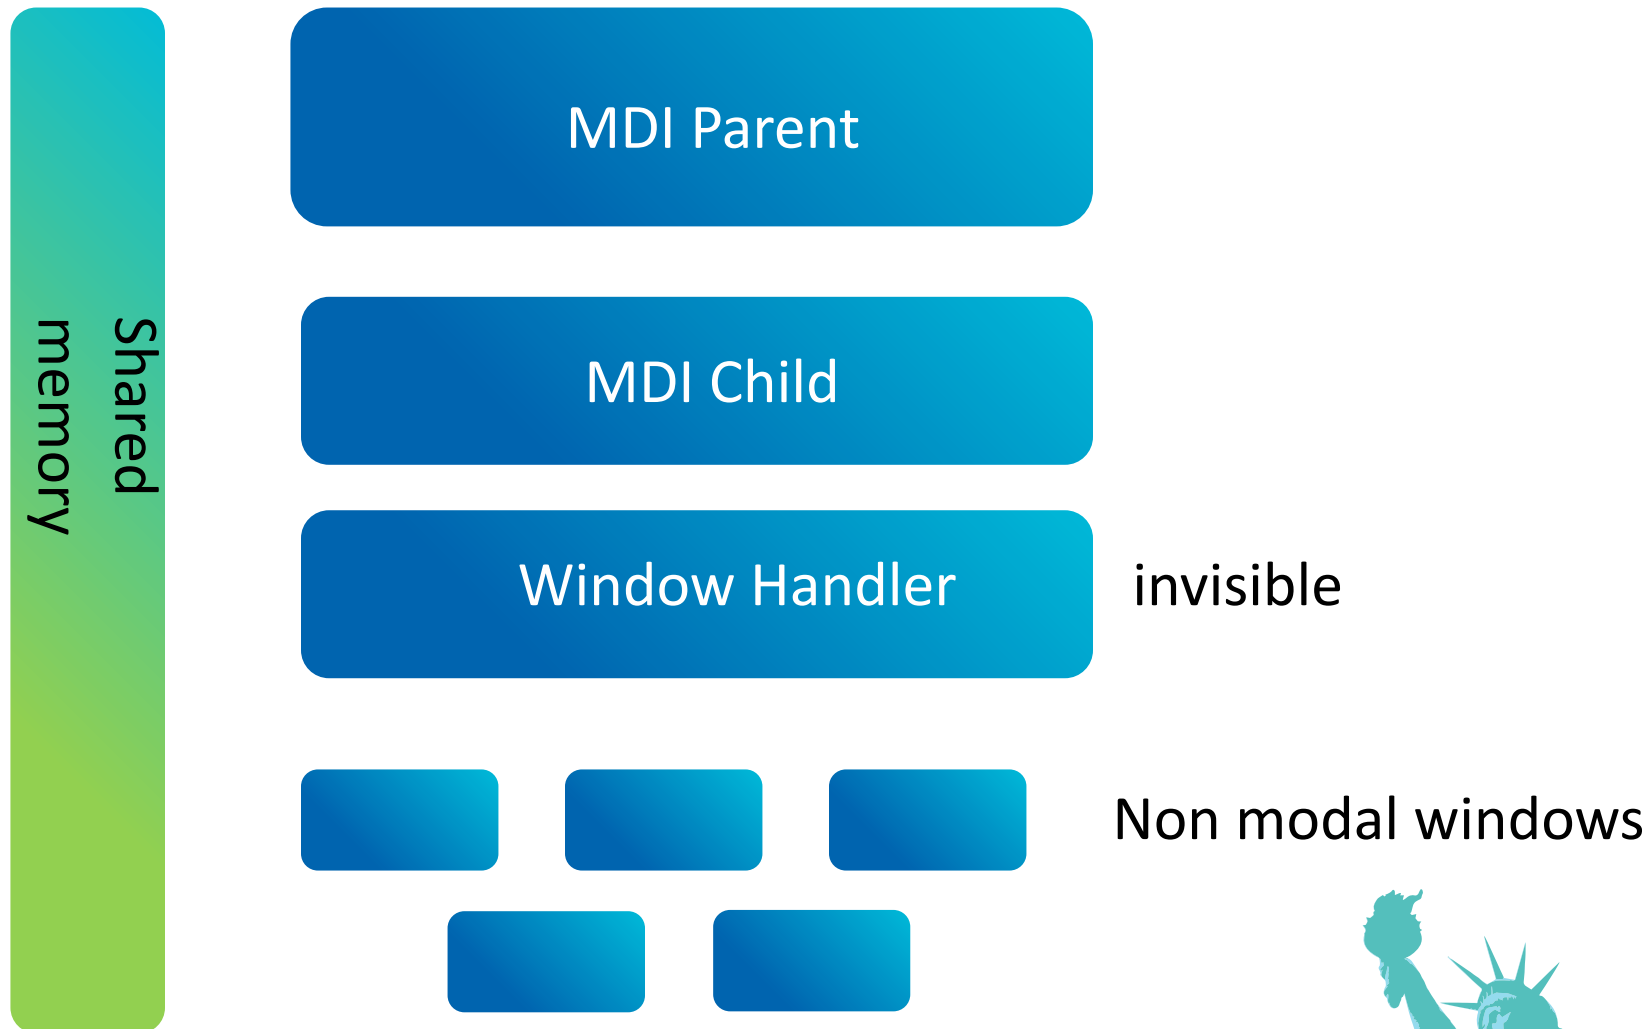 Shared
memory
MDI Parent
MDI Child
Window Handler
invisible
Non modal windows